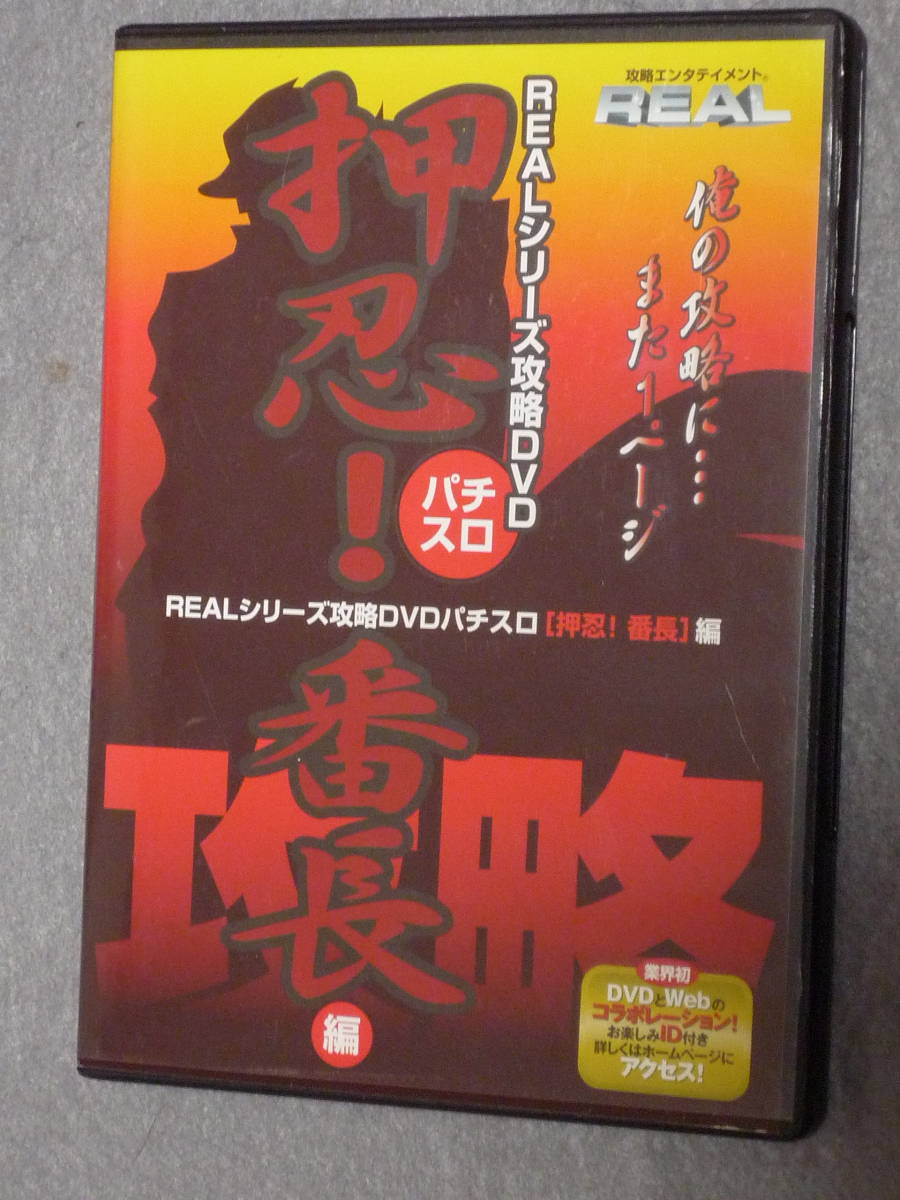 攻略エンタテイメント®
REAL
俺の攻略に…
また1ページ
REALシリーズ攻略DVD
押忍！番長
パチ
スロ
REALシリーズ攻略DVDパチスロ［押忍！番長］編
攻略
編
業界初
DVDとWebの
コラボレーション！
お楽しみID付き
詳しくはホームページに
アクセス！